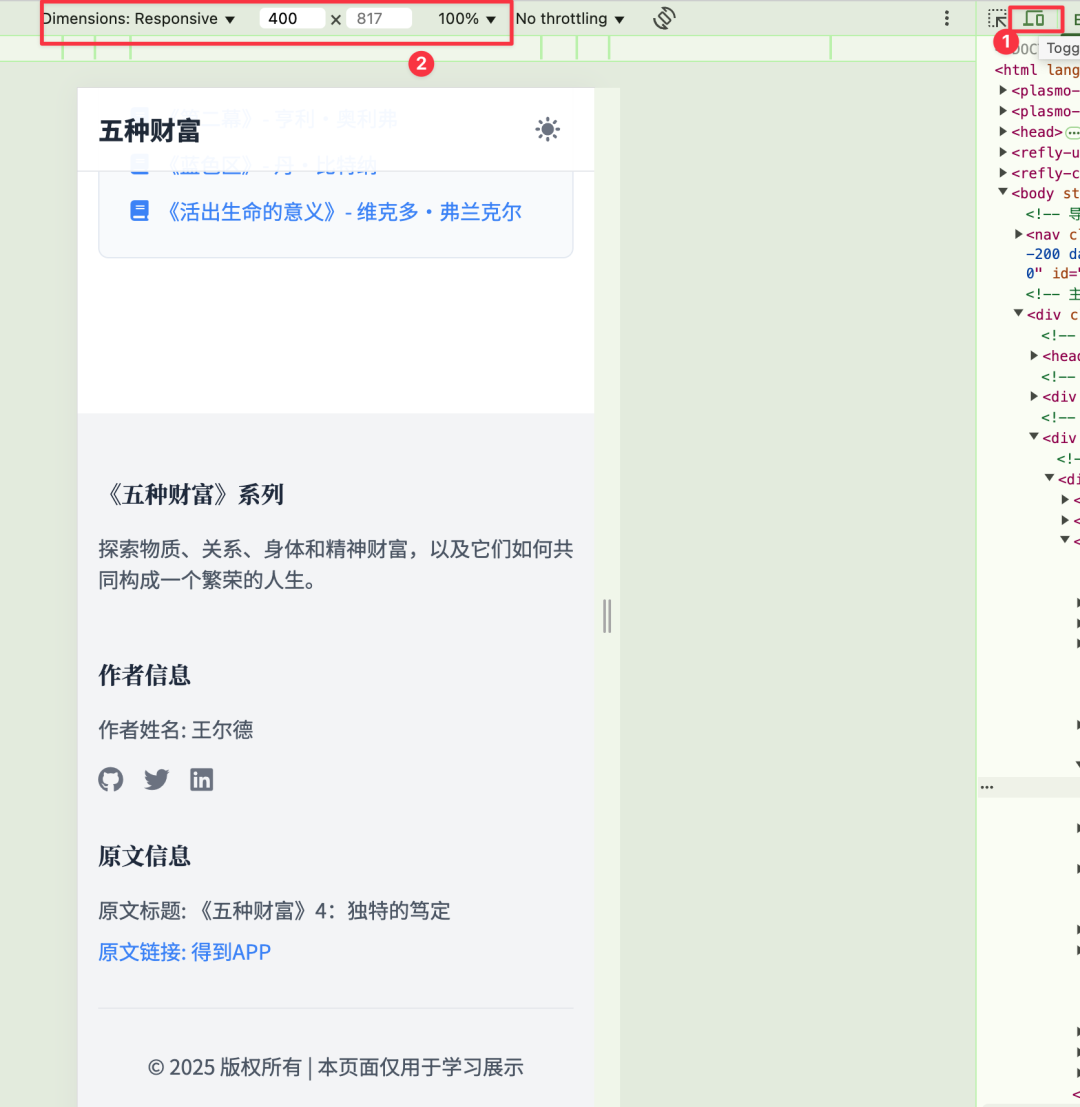 Dimensions: Responsive ▼ 400 × 817 100% ▼ No throttling ▼
1
Togg
2
<html lang
<plasmo-
<plasmo-
<head>
<refly-u
<refly-c
<body st
<!-- 导
<nav cl
-200 da
0" id="
<!-- 主
<div c
<!--
<head
<!--
<div
<!--
<div
<!-
<di
五种财富
二幕》- 亨利·奥利弗
《蓝色区》- 丹·比特纳
《活出生命的意义》- 维克多·弗兰克尔
《五种财富》系列
探索物质、关系、身体和精神财富，以及它们如何共
同构成一个繁荣的人生。
作者信息
作者姓名: 王尔德
原文信息
原文标题: 《五种财富》4：独特的笃定
原文链接: 得到APP
© 2025 版权所有 | 本页面仅用于学习展示